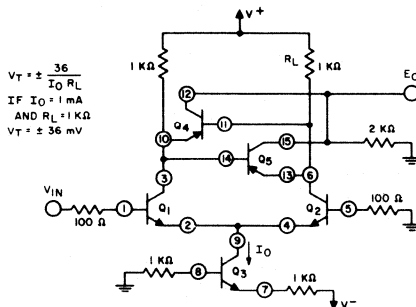 V+
1 KΩ
RL
1 KΩ
EO
VT = ± 36
IO RL
IF IO = 1 mA
AND RL = 1KΩ
VT = ± 36 mV
12
Q4
11
10
15
2 KΩ
14
Q5
13
3
6
VIN
1
Q1
Q2
5
100 Ω
100 Ω
2
4
9
IO
1 KΩ
8
Q3
1 KΩ
7
V-